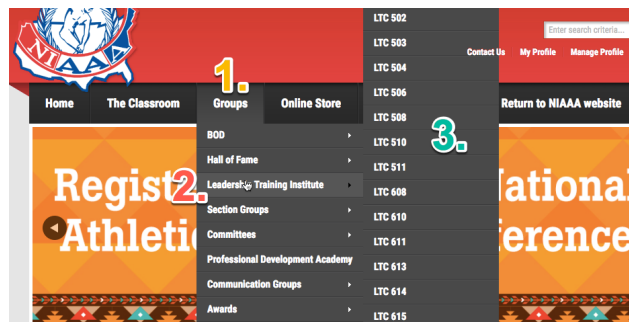 LTC 502
Enter search criteria...
NIAAA
LTC 503
Contact Us My Profile Manage Profile
1.
LTC 504
LTC 506
Home The Classroom Groups Online Store
Return to NIAAA website
LTC 508
3.
BOD
LTC 510
Hall of Fame
LTC 511
2.
Leadership Training Institute
LTC 608
Regist
National
Section Groups
LTC 610
Athleti
erence
Committees
LTC 611
Professional Development Academy
LTC 613
Communication Groups
LTC 614
Awards
LTC 615